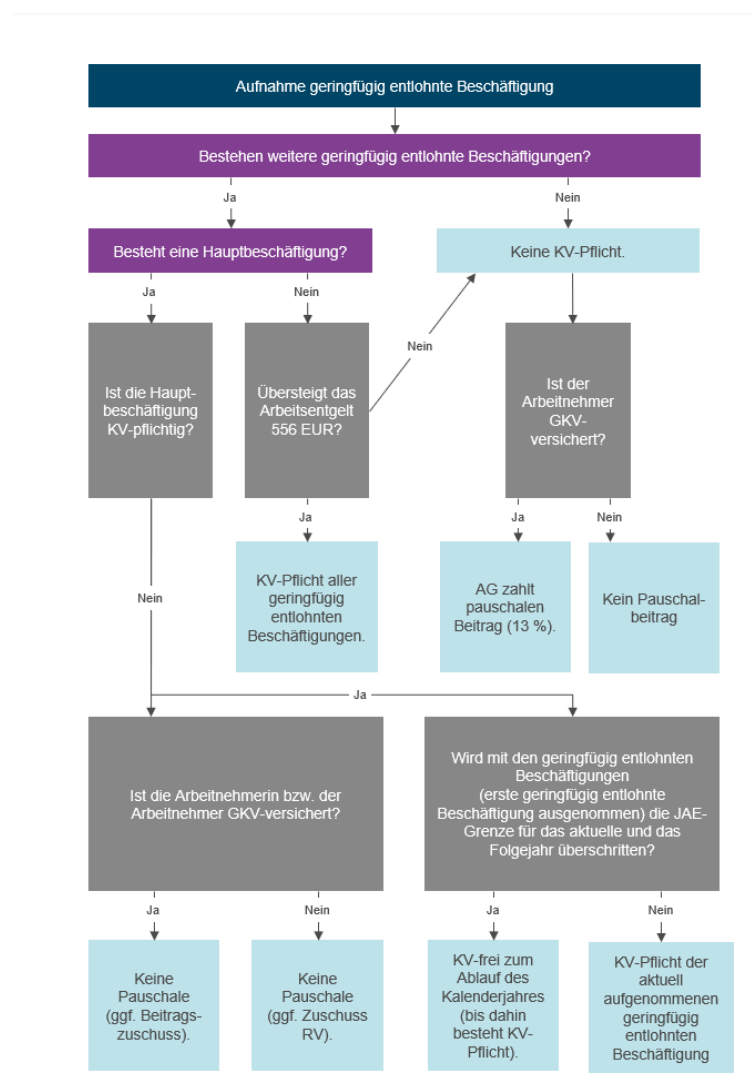 Aufnahme geringfügig entlohnte Beschäftigung
Bestehen weitere geringfügig entlohnte Beschäftigungen?
Ja
Nein
Besteht eine Hauptbeschäftigung?
Keine KV-Pflicht.
Ja
Nein
Nein
Ist die Haupt-
beschäftigung
KV-pflichtig?
Übersteigt das
Arbeitsentgelt
556 EUR?
Ist der
Arbeitnehmer
GKV-
versichert?
Ja
Ja
Nein
KV-Pflicht aller
geringfügig
entlohnten
Beschäftigungen.
AG zahlt
pauschalen
Beitrag (13 %).
Kein Pauschal-
beitrag
Nein
Ja
Ist die Arbeitnehmerin bzw. der
Arbeitnehmer GKV-versichert?
Wird mit den geringfügig entlohnten
Beschäftigungen
(erste geringfügig entlohnte
Beschäftigung ausgenommen) die JAE-
Grenze für das aktuelle und das
Folgejahr überschritten?
Ja
Nein
Ja
Nein
Keine
Pauschale
(ggf. Beitrags-
zuschuss).
Keine
Pauschale
(ggf. Zuschuss
RV).
KV-frei zum
Ablauf des
Kalenderjahres
(bis dahin
besteht KV-
Pflicht).
KV-Pflicht der
aktuell
aufgenommenen
geringfügig
entlohnten
Beschäftigung